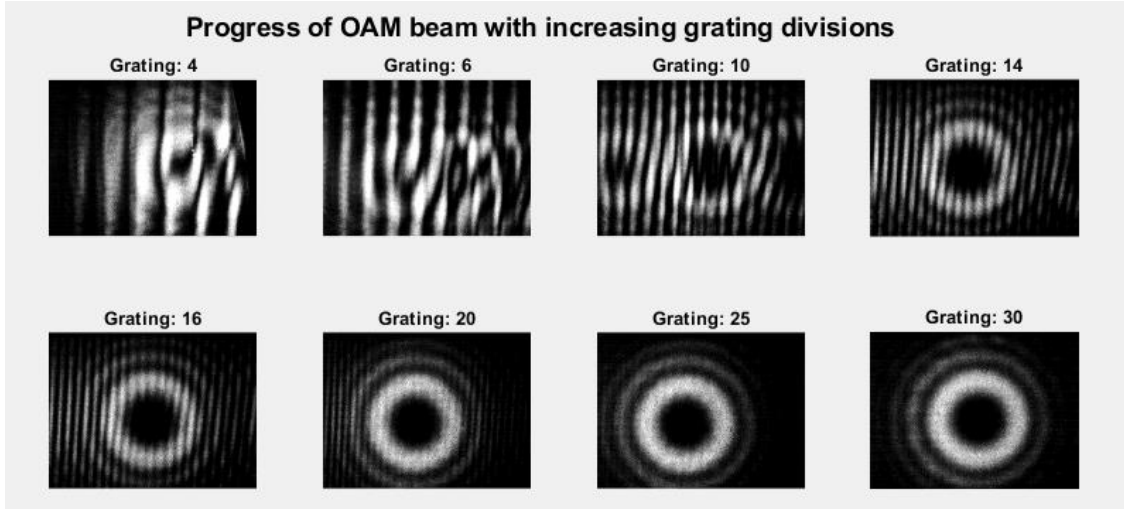 Progress of OAM beam with increasing grating divisions
Grating: 4
Grating: 6
Grating: 10
Grating: 14
Grating: 16
Grating: 20
Grating: 25
Grating: 30